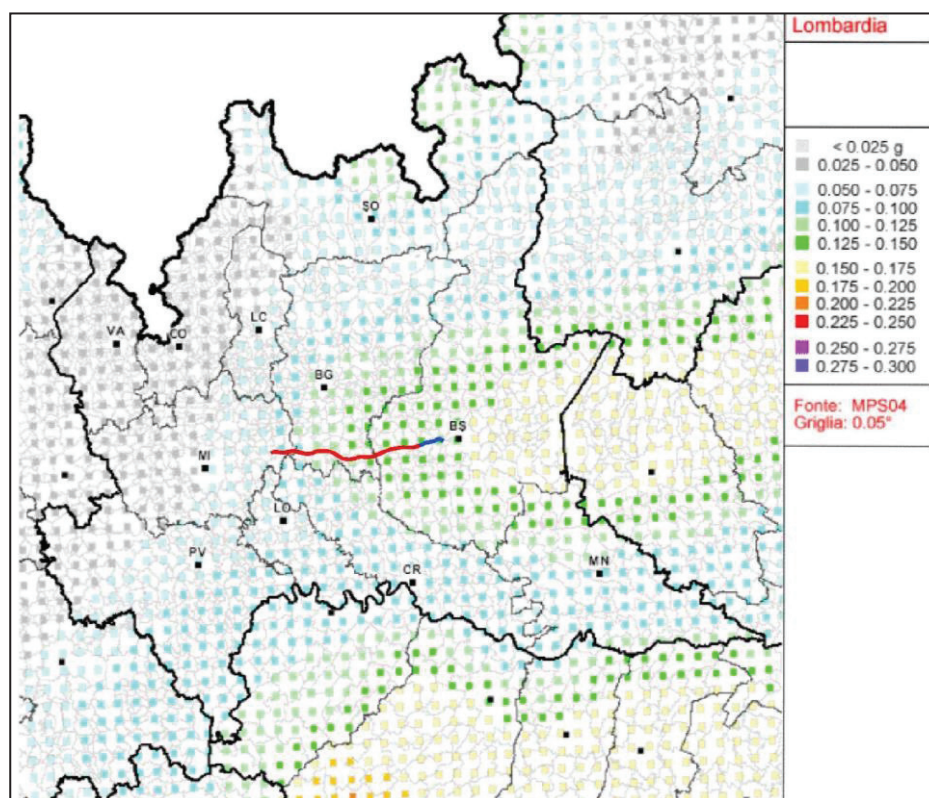 Lombardia
< 0.025 g
0.025 - 0.050
0.050 - 0.075
0.075 - 0.100
0.100 - 0.125
0.125 - 0.150
0.150 - 0.175
0.175 - 0.200
0.200 - 0.225
0.225 - 0.250
0.250 - 0.275
0.275 - 0.300
Fonte: MPS04
Griglia: 0.05°
SO
VA
CO
LC
BG
BS
MI
LO
PV
CR
MN